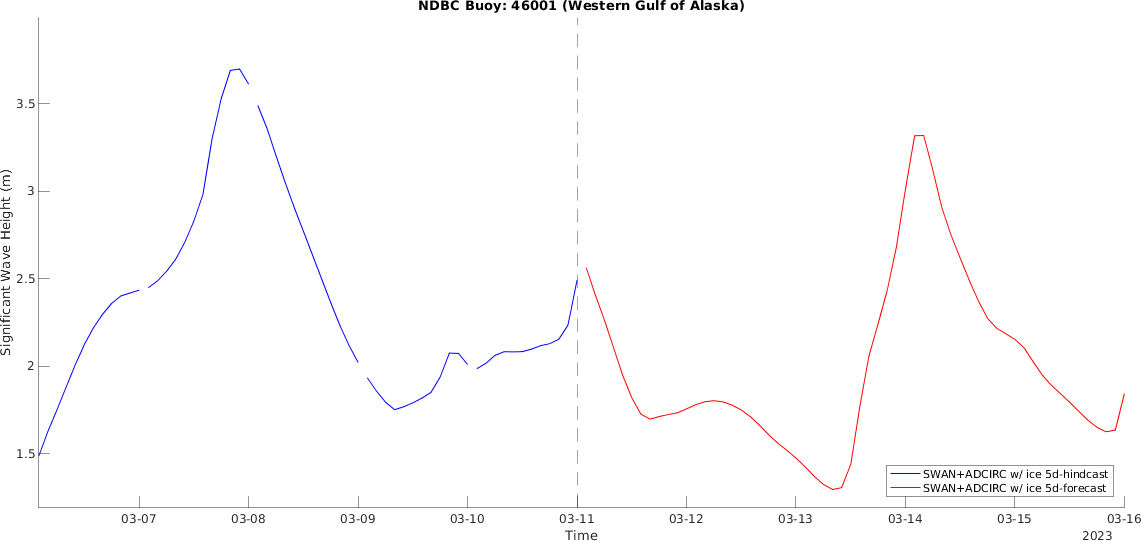 NDBC Buoy: 46001 (Western Gulf of Alaska)
Significant Wave Height (m)
3.5
3
2.5
2
1.5
SWAN+ADCIRC w/ ice 5d-hindcast
SWAN+ADCIRC w/ ice 5d-forecast
03-07 03-08 03-09 03-10 03-11 03-12 03-13 03-14 03-15 03-16
Time 2023